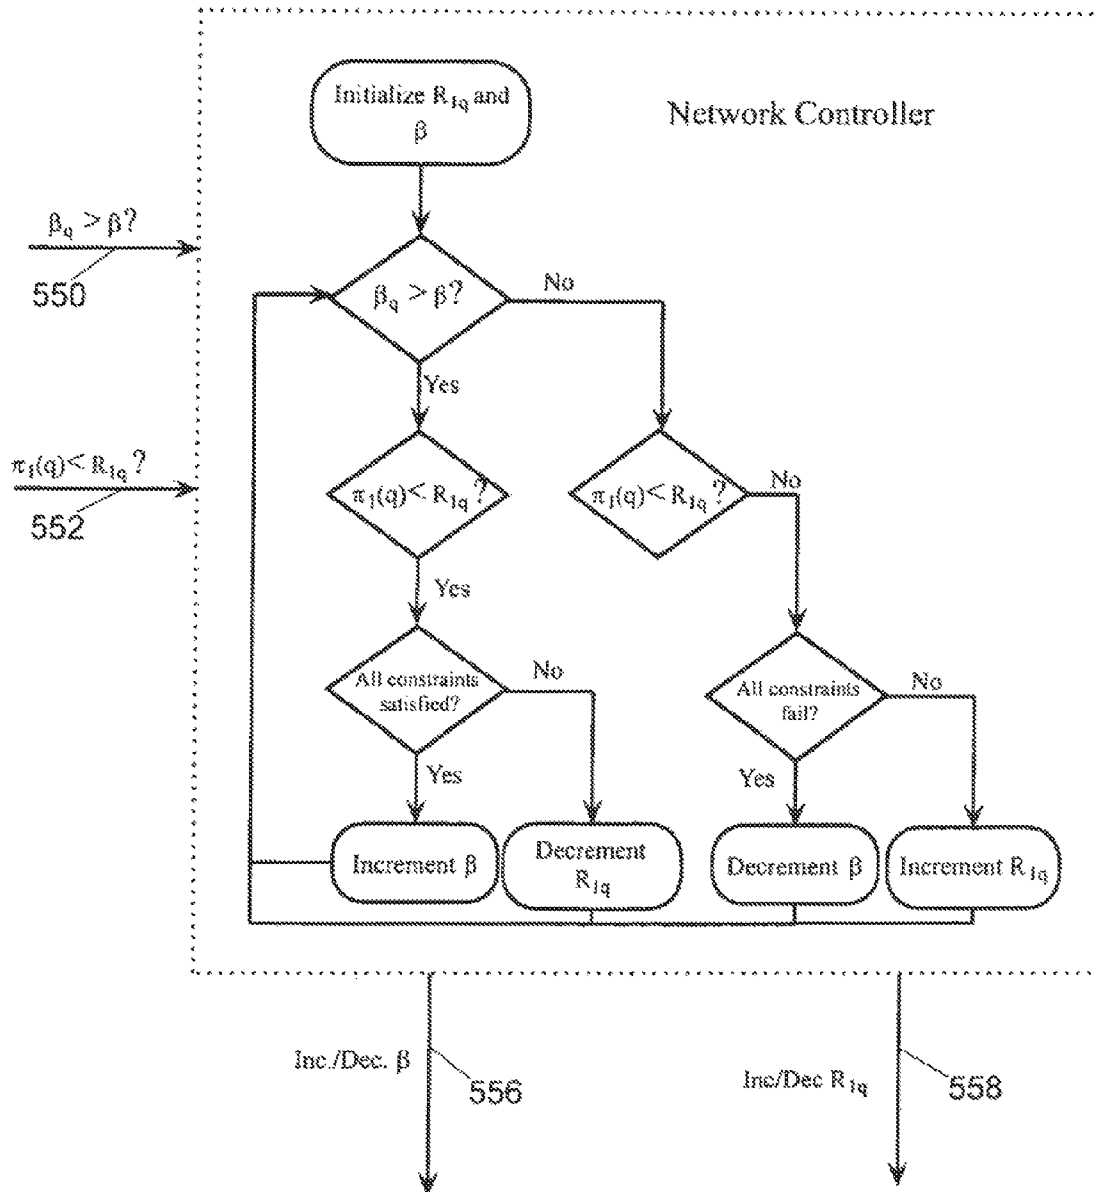 Initialize R1q and
β
Network Controller
βq > β?
550
βq > β?
No
Yes
π1(q) < R1q ?
552
π1(q) < R1q ?
π1(q) < R1q ?
No
Yes
All constraints
satisfied?
No
All constraints
fail?
No
Yes
Yes
Increment β
Decrement
R1q
Decrement β
Increment R1q
Inc./Dec. β
556
Inc/Dec R1q
558